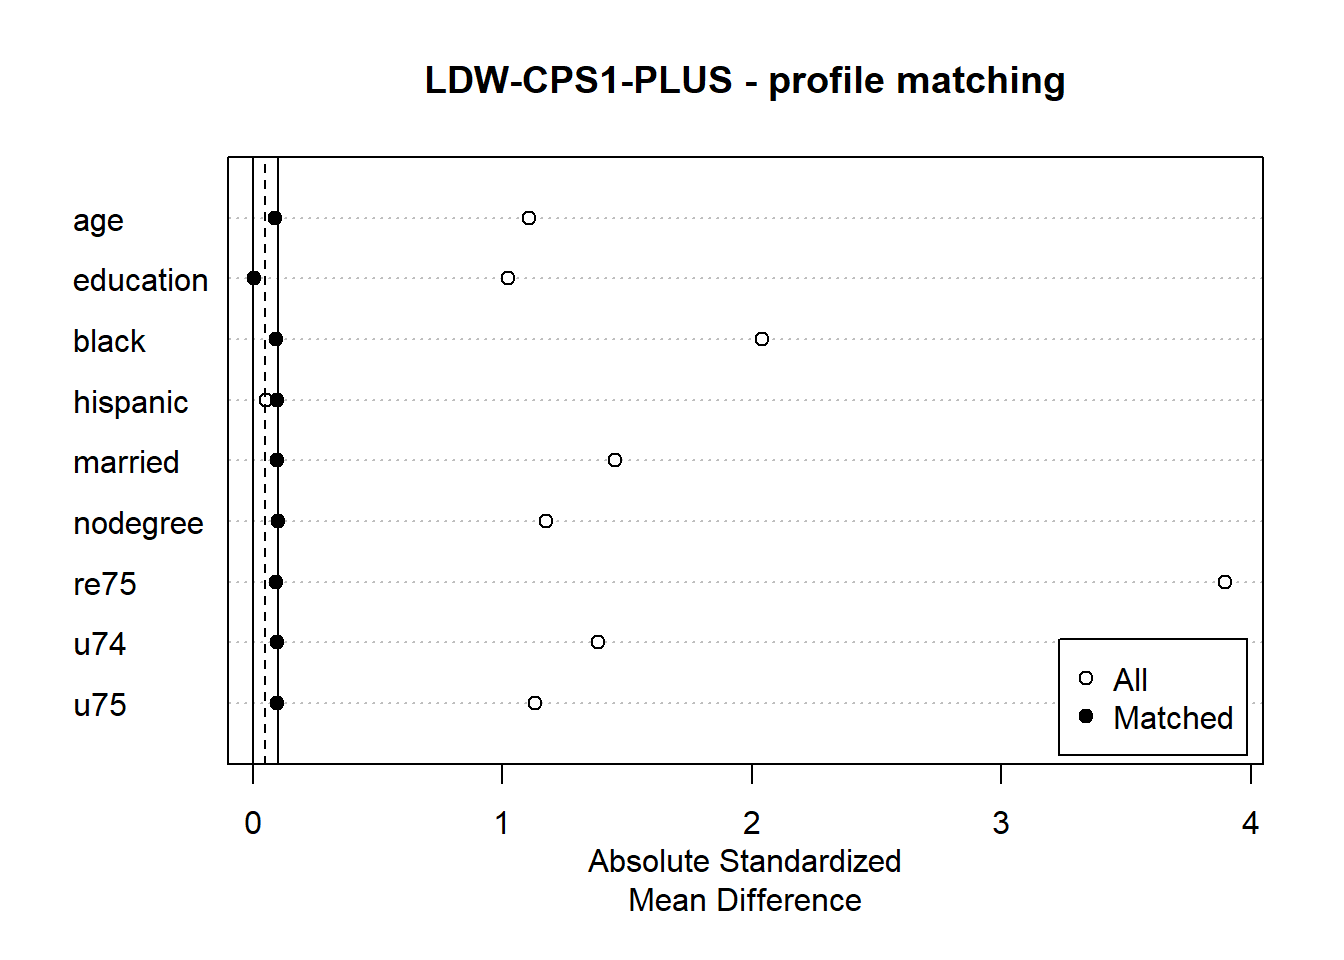 LDW-CPS1-PLUS - profile matching
age
education
black
hispanic
married
nodegree
re75
u74
u75
All
Matched
0 1 2 3 4
Absolute Standardized
Mean Difference